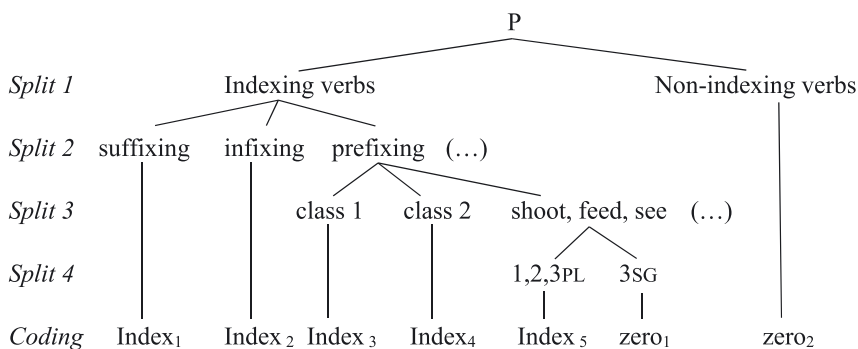 P
Split 1 Indexing verbs Non-indexing verbs
Split 2 suffixing infixing prefixing (…)
Split 3 class 1 class 2 shoot, feed, see (…)
Split 4 1,2,3PL 3SG
Coding Index₁ Index ₂ Index ₃ Index₄ Index ₅ zero₁ zero₂